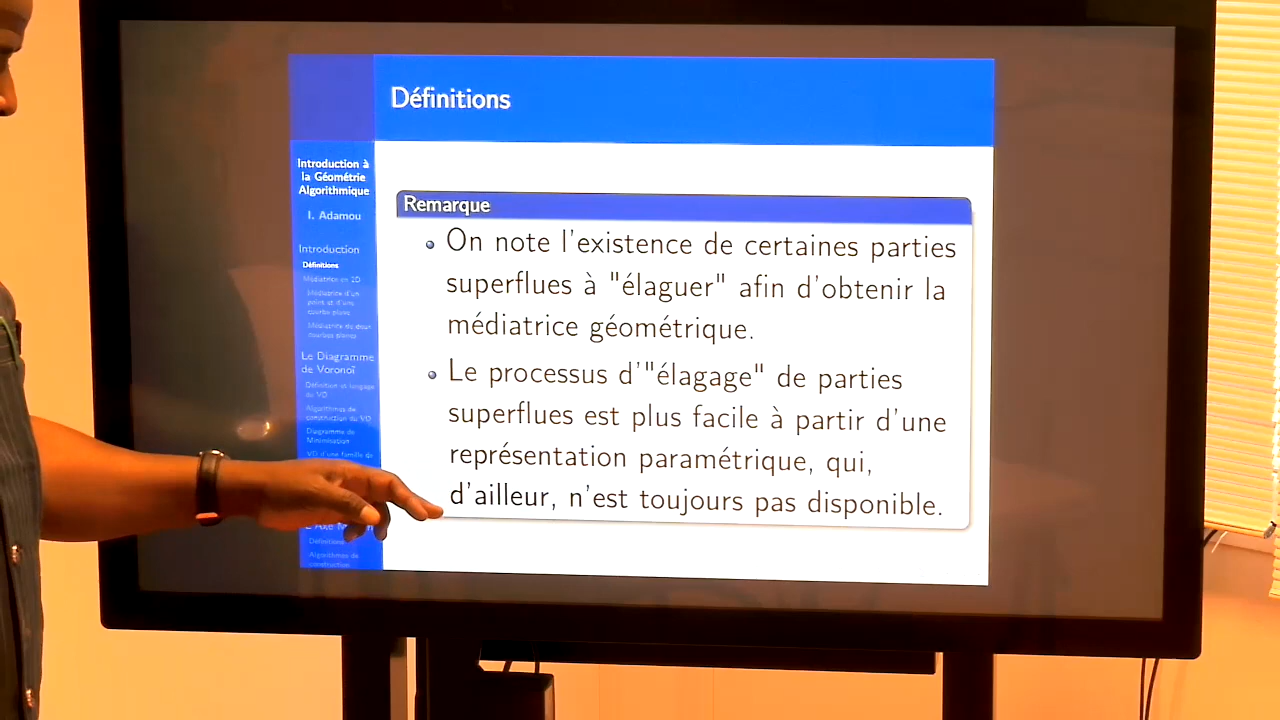 Définitions
Introduction à
la Géométrie
Algorithmique
I. Adamou
Introduction
Définitions
Médiatrice en 2D
Médiatrice d'un
point et d'une
courbe plane
Médiatrice de deux
courbes planes
Le Diagramme
de Voronoï
Définition et langage
du VD
Algorithmes de
construction du VD
Diagramme de
Minimisation
VD d'une famille de
Définitions
Algorithmes de
construction
Remarque
On note l'existence de certaines parties
superflues à "élaguer" afin d'obtenir la
médiatrice géométrique.
Le processus d'"élagage" de parties
superflues est plus facile à partir d'une
représentation paramétrique, qui,
d'ailleur, n'est toujours pas disponible.